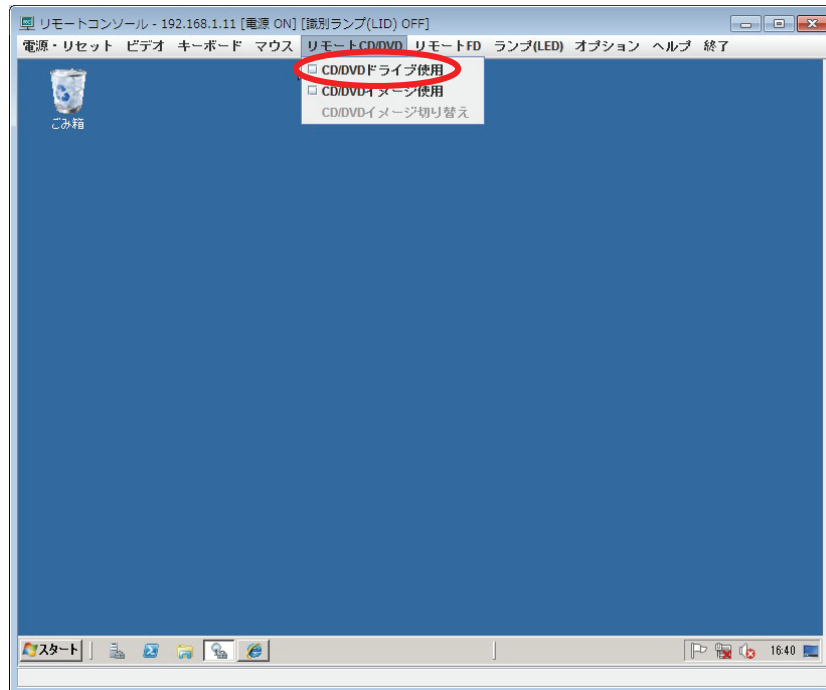 リモートコンソール - 192.168.1.11 [電源 ON] [識別ランプ(LID) OFF]
電源・リセット ビデオ キーボード マウス リモートCD/DVD リモートFD ランプ(LED) オプション ヘルプ 終了
CD/DVDドライブ使用
CD/DVDイメージ使用
CD/DVDイメージ切り替え
ごみ箱
スタート
16:40